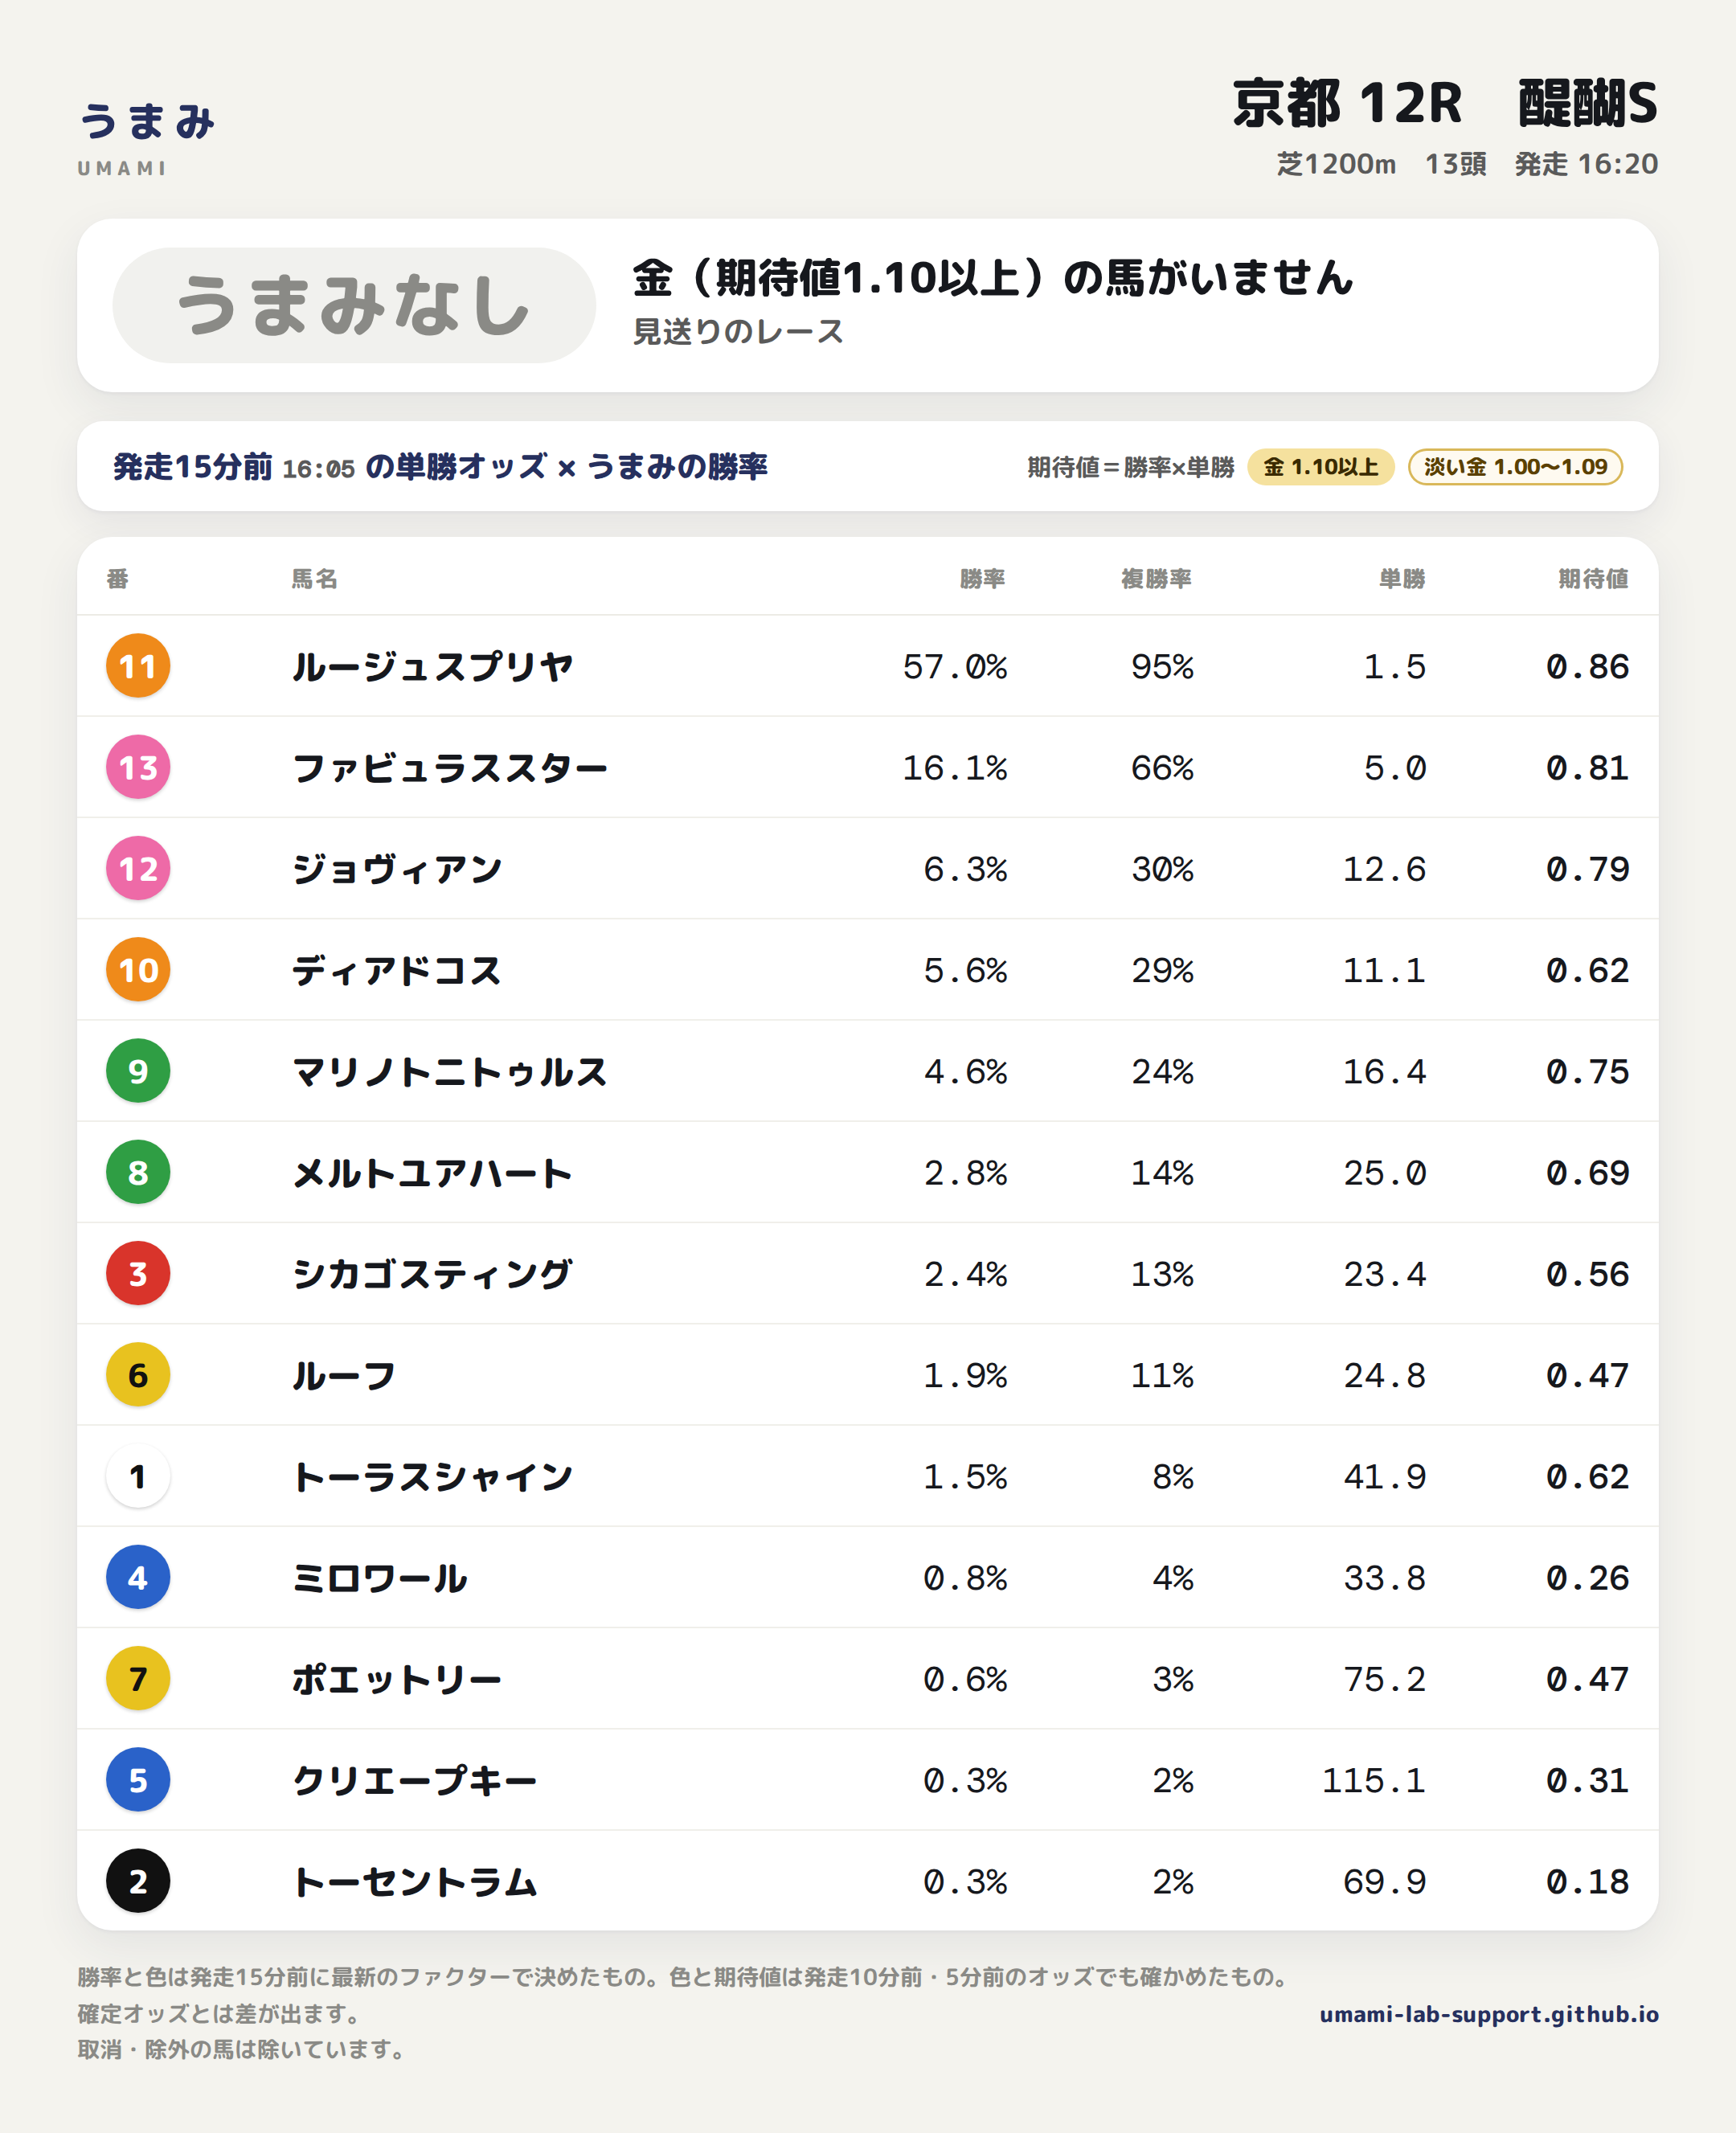 うまみ
UMAMI
京都 12R　醍醐S
芝1200m　13頭　発走 16:20
うまみなし
金（期待値1.10以上）の馬がいません
見送りのレース
発走15分前 16:05 の単勝オッズ × うまみの勝率
期待値＝勝率×単勝 金 1.10以上 淡い金 1.00〜1.09
番 馬名 勝率 複勝率 単勝 期待値
11 ルージュスプリヤ 57.0% 95% 1.5 0.86
13 ファビュラススター 16.1% 66% 5.0 0.81
12 ジョヴィアン 6.3% 30% 12.6 0.79
10 ディアドコス 5.6% 29% 11.1 0.62
9 マリノトニトゥルス 4.6% 24% 16.4 0.75
8 メルトユアハート 2.8% 14% 25.0 0.69
3 シカゴスティング 2.4% 13% 23.4 0.56
6 ルーフ 1.9% 11% 24.8 0.47
1 トーラスシャイン 1.5% 8% 41.9 0.62
4 ミロワール 0.8% 4% 33.8 0.26
7 ポエットリー 0.6% 3% 75.2 0.47
5 クリエープキー 0.3% 2% 115.1 0.31
2 トーセントラム 0.3% 2% 69.9 0.18
勝率と色は発走15分前に最新のファクターで決めたもの。色と期待値は発走10分前・5分前のオッズでも確かめたもの。
確定オッズとは差が出ます。
取消・除外の馬は除いています。
umami-lab-support.github.io